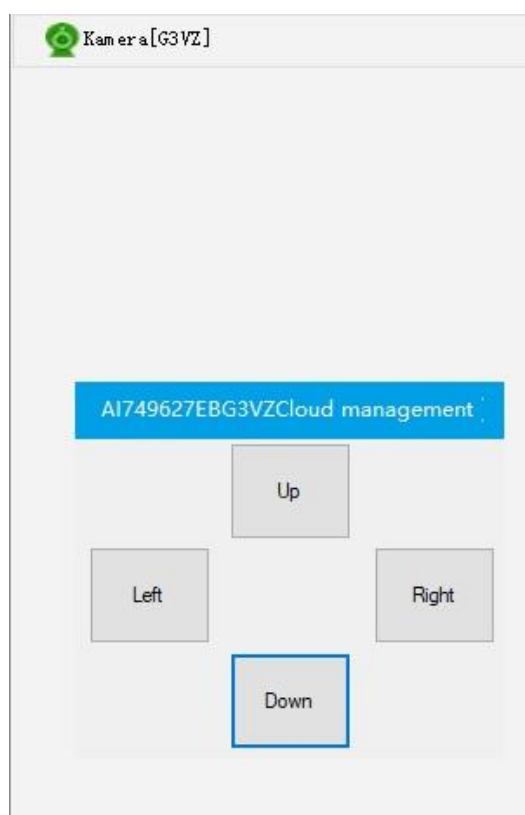 Kamera[G3VZ]
AI749627EBG3VZCloud management
Up
Left Right
Down